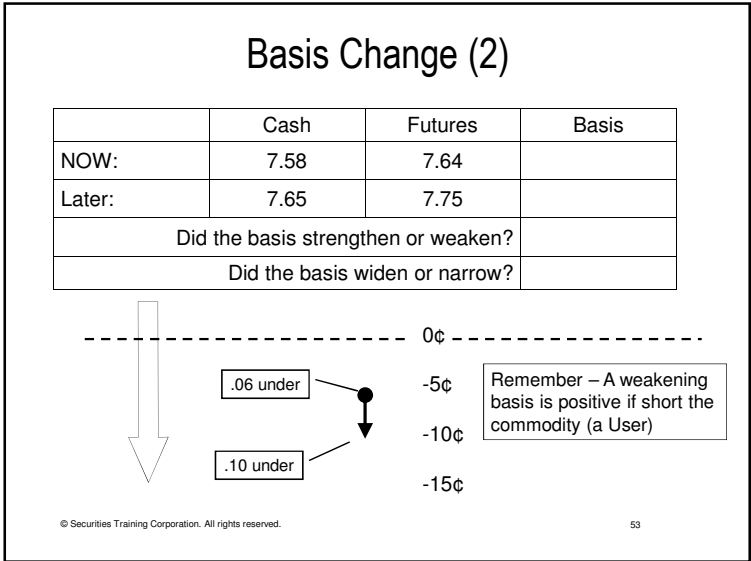 Basis Change (2)
Cash Futures Basis
NOW: 7.58 7.64
Later: 7.65 7.75
Did the basis strengthen or weaken?
Did the basis widen or narrow?
0¢
.06 under
-5¢
Remember – A weakening
basis is positive if short the
commodity (a User)
-10¢
.10 under
-15¢
© Securities Training Corporation. All rights reserved.
53